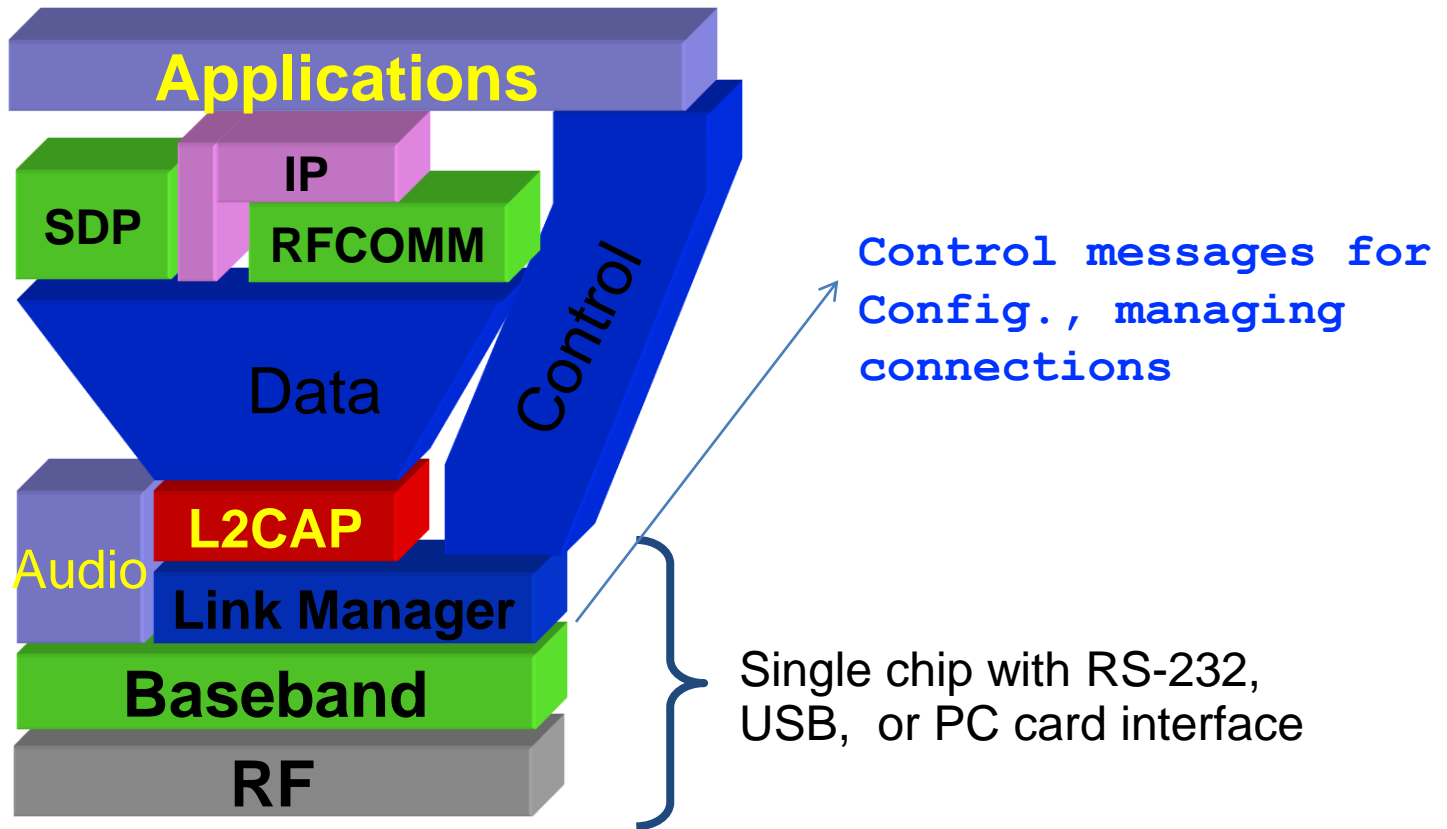 Applications
IP
SDP
RFCOMM
Control
Control messages for
Config., managing
connections
Data
L2CAP
Audio
Link Manager
Baseband
RF
Single chip with RS-232,
USB, or PC card interface